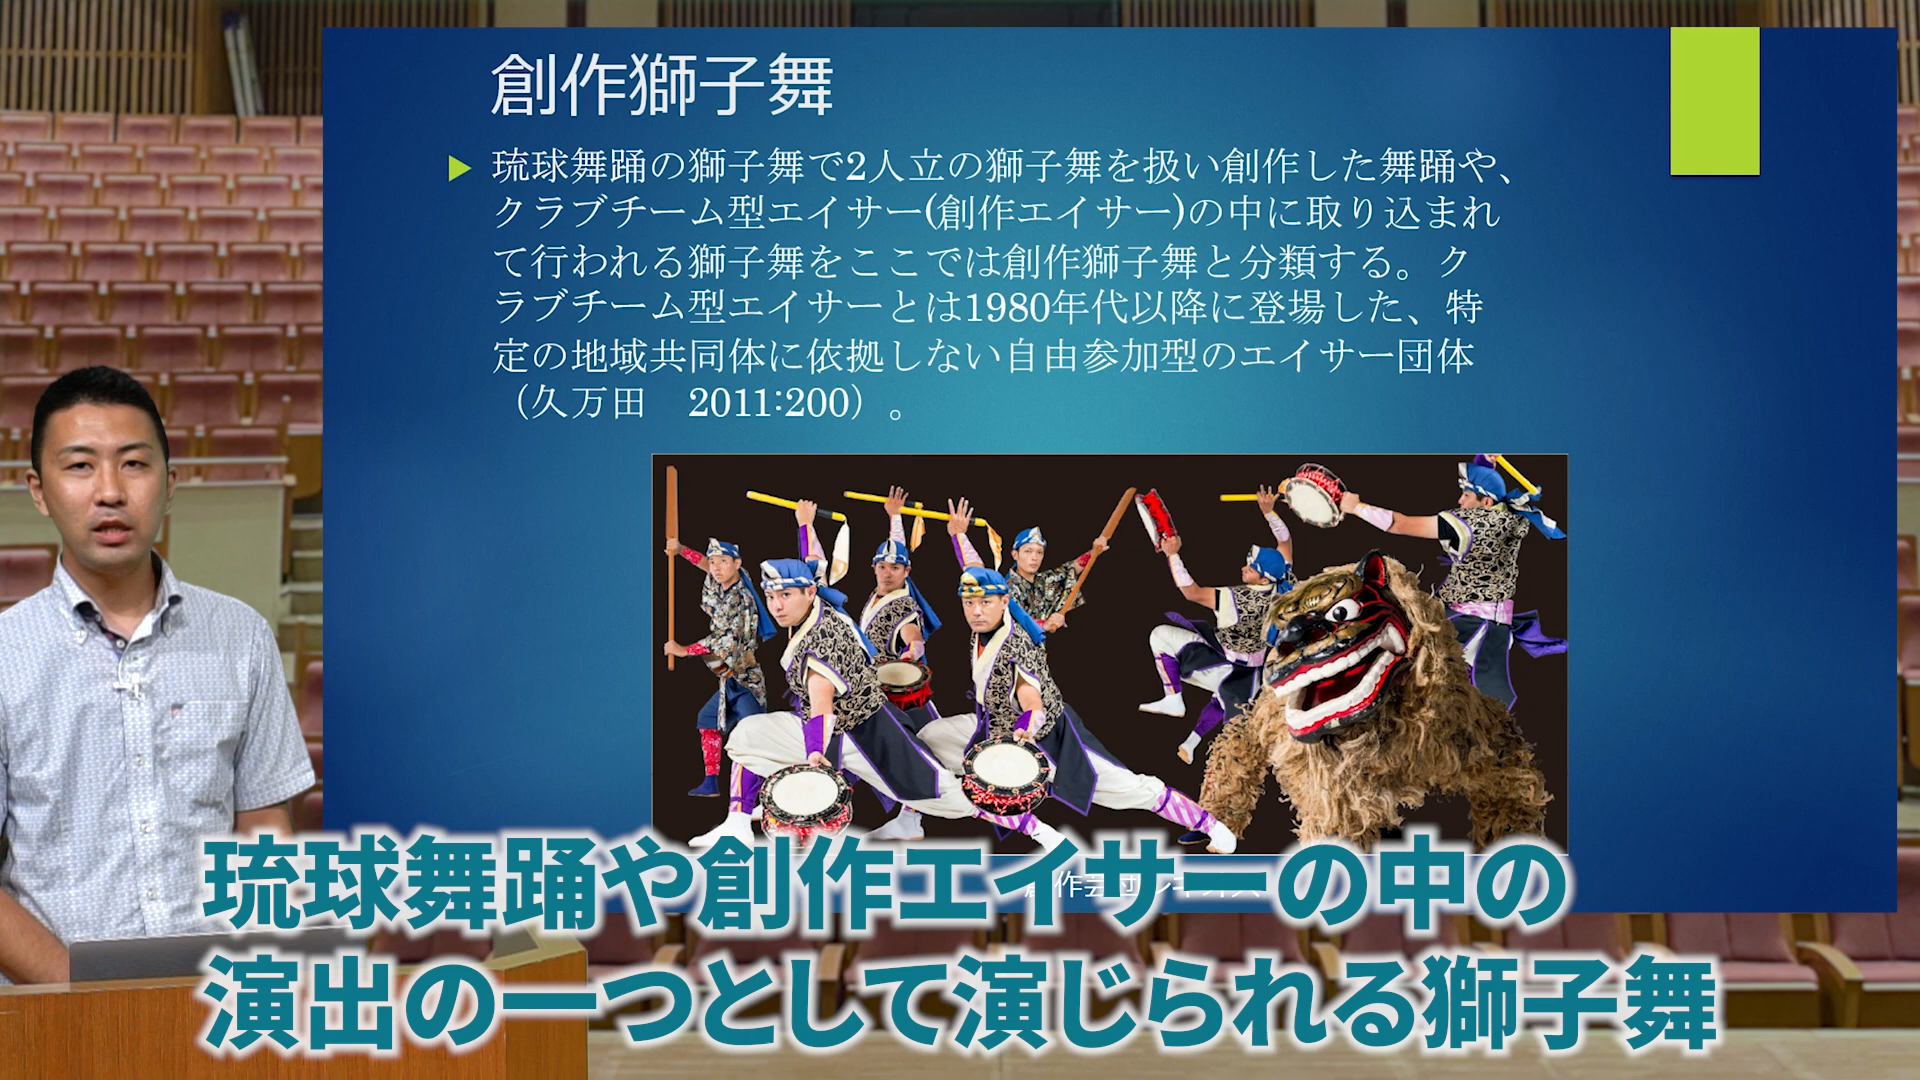 創作獅子舞
琉球舞踊の獅子舞で2人立の獅子舞を扱い創作した舞踊や、
クラブチーム型エイサー(創作エイサー)の中に取り込まれ
て行われる獅子舞をここでは創作獅子舞と分類する。ク
ラブチーム型エイサーとは1980年代以降に登場した、特
定の地域共同体に依拠しない自由参加型のエイサー団体
（久万田　2011:200）。
琉球舞踊や創作エイサーの中の
演出の一つとして演じられる獅子舞